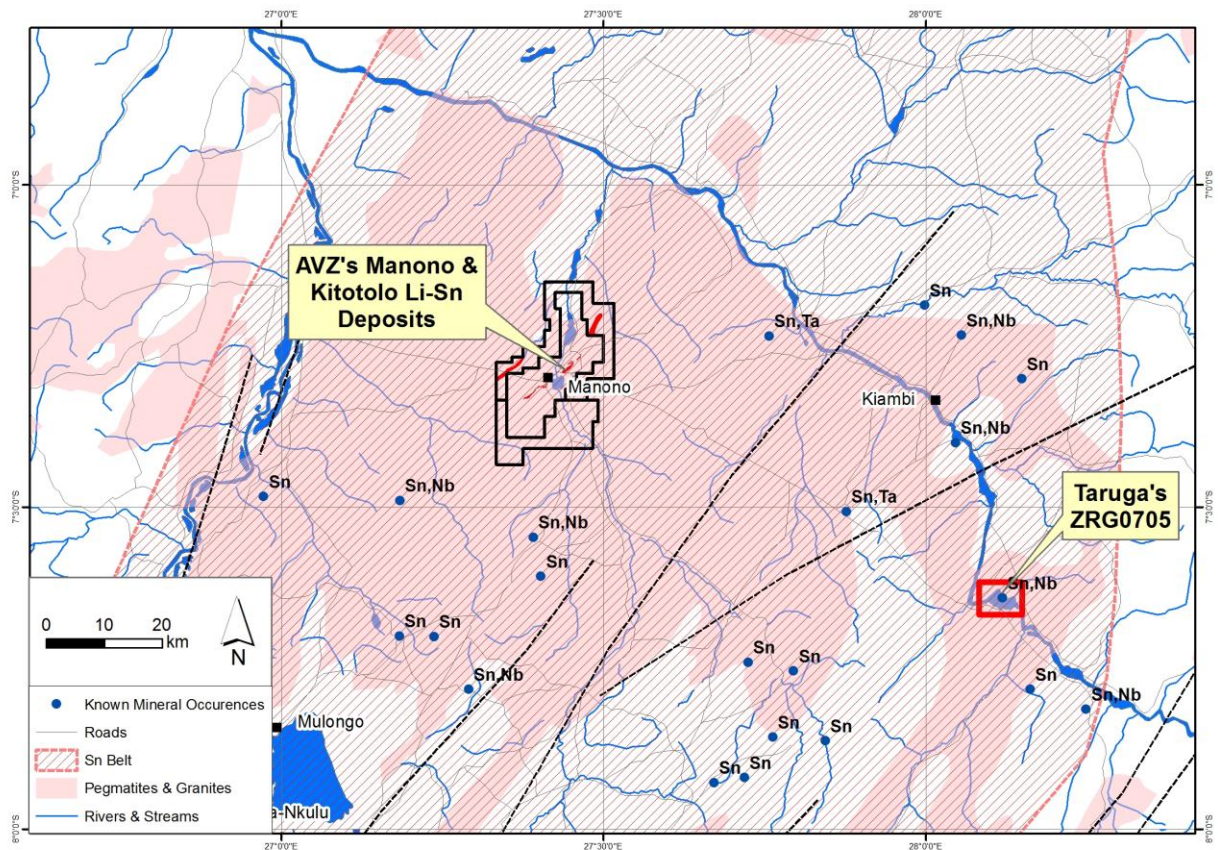 27°0'0"E
27°30'0"E
28°0'0"E
7°0'0"S
7°0'0"S
AVZ's Manono &
Kitotolo Li-Sn
Deposits
Sn
Sn,Ta
Sn,Nb
Sn
Manono
Kiambi
Sn,Nb
Sn
Sn,Nb
Sn,Ta
7°30'0"S
7°30'0"S
Taruga's
ZRG0705
Sn,Nb
Sn
Sn,Nb
Sn
Sn
Sn
Sn
Sn,Nb
Sn
Sn,Nb
Sn
Sn
Sn
Sn
0 10 20
km
N
Known Mineral Occurences
Roads
Sn Belt
Pegmatites & Granites
Rivers & Streams
Mulongo
a-Nkulu
8°0'0"S
8°0'0"S
27°0'0"E
27°30'0"E
28°0'0"E